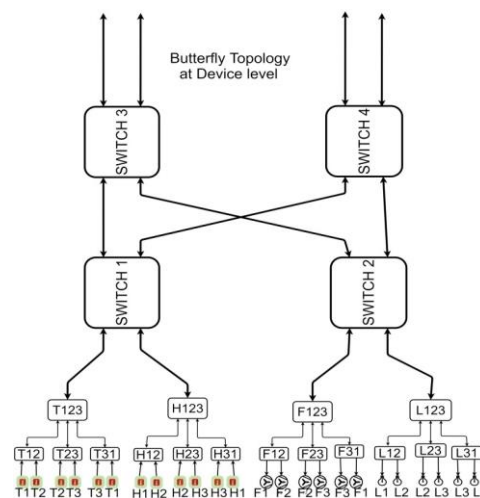 Butterfly Topology
at Device level
SWITCH 3
SWITCH 4
SWITCH 1
SWITCH 2
T123
H123
F123
L123
T12
T23
T31
H12
H23
H31
F12
F23
F31
L12
L23
L31
T1 T2
T2 T3
T3 T1
H1 H2
H2 H3
H3 H1
F1 F2
F2 F3
F3 F1
L1 L2
L2 L3
L3 L1